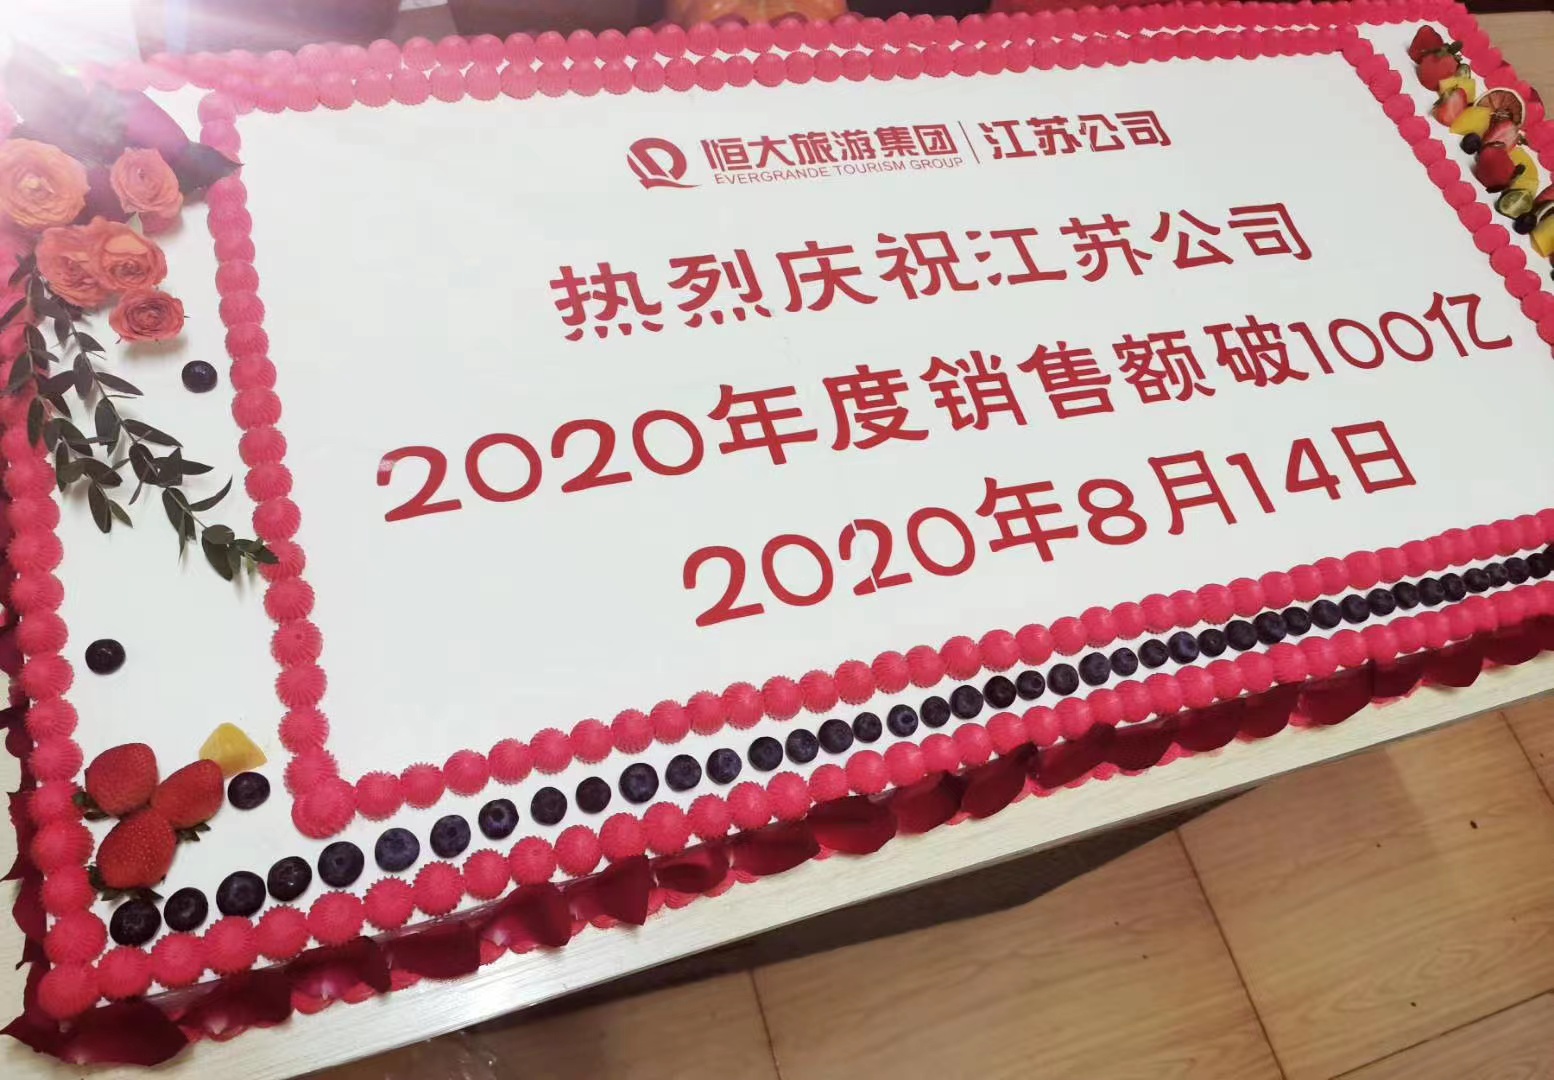 恒大旅游集团 | 江苏公司
EVERGRANDE TOURISM GROUP
热烈庆祝江苏公司
2020年度销售额破100亿
2020年8月14日